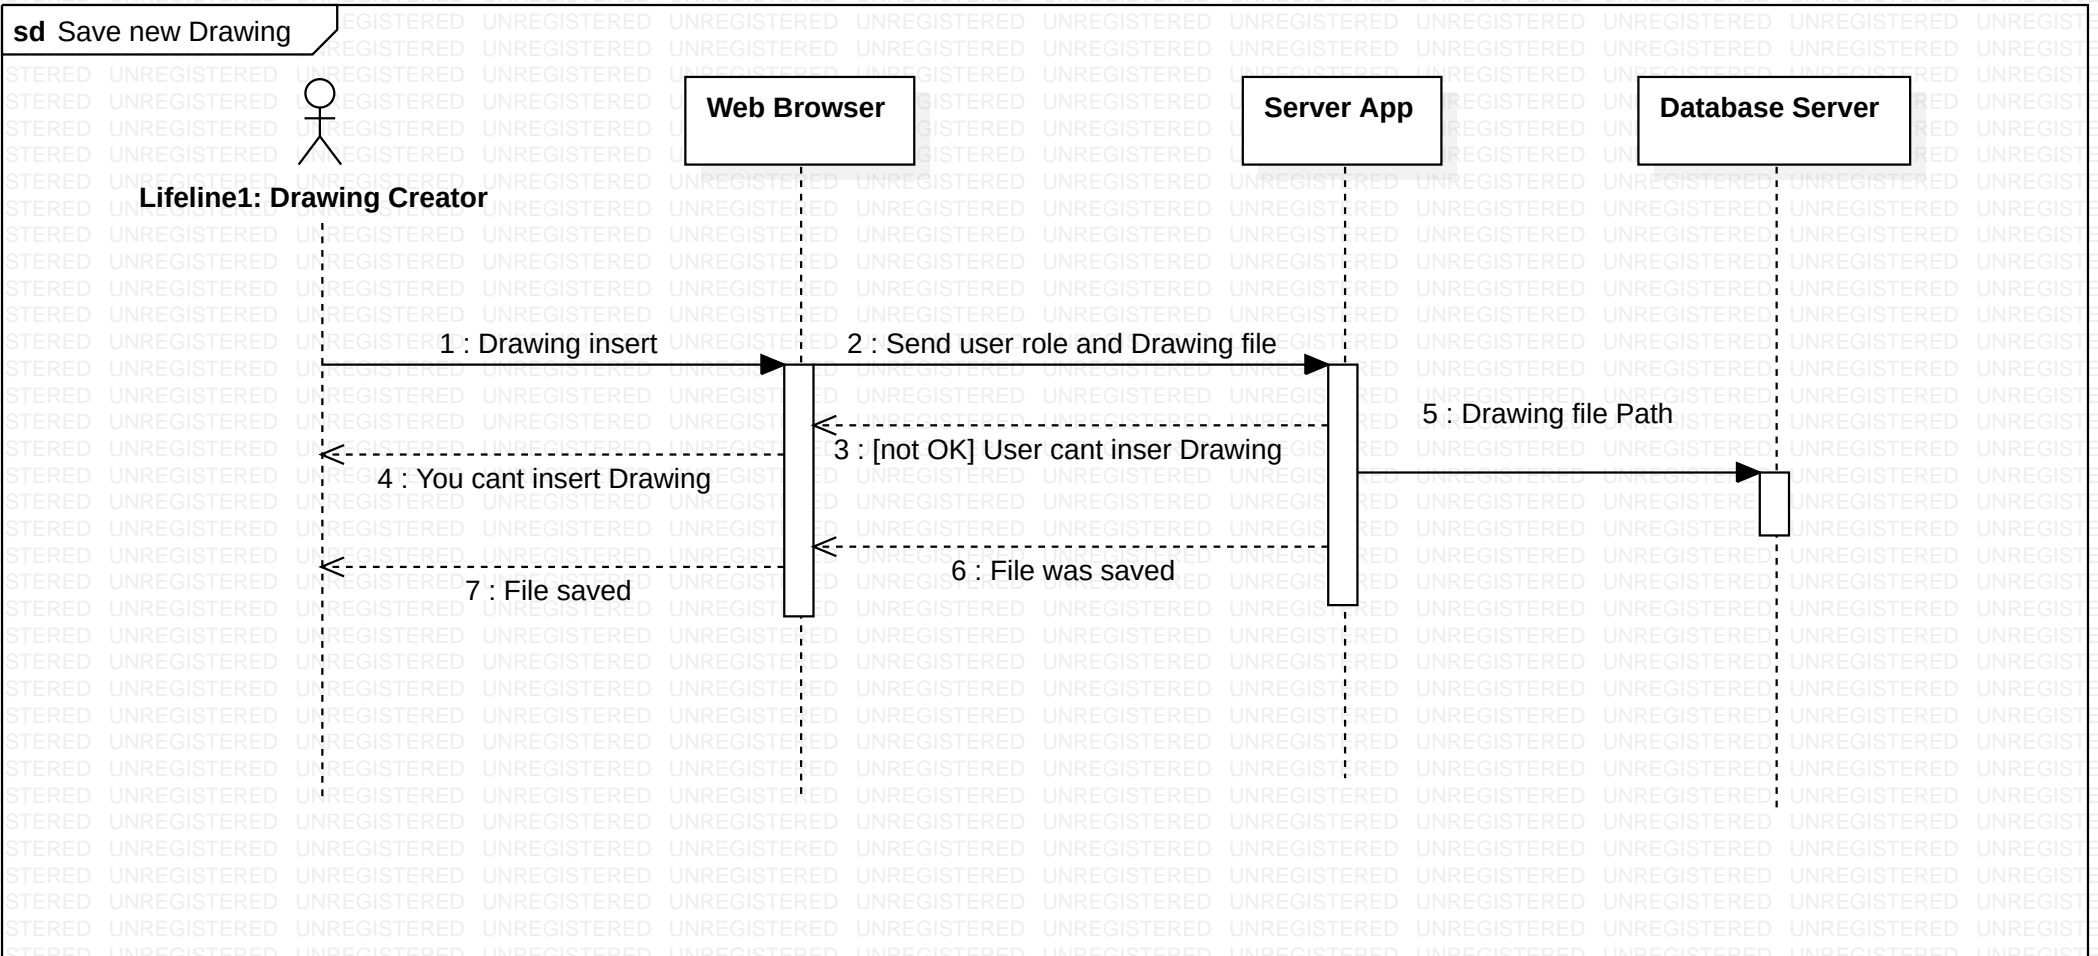 sd Save new Drawing
Web Browser
Server App
Database Server
Lifeline1: Drawing Creator
1 : Drawing insert
2 : Send user role and Drawing file
5 : Drawing file Path
3 : [not OK] User cant inser Drawing
4 : You cant insert Drawing
6 : File was saved
7 : File saved
UNREGISTERED